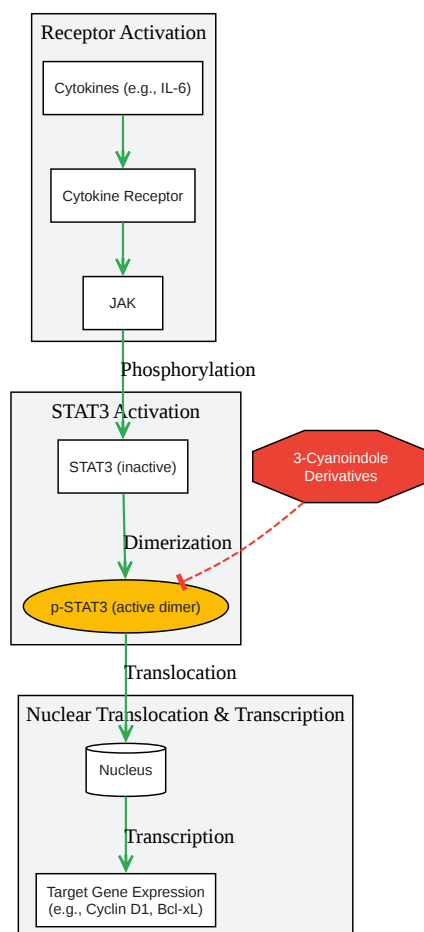 Receptor Activation
Cytokines (e.g., IL-6)
Cytokine Receptor
JAK
Phosphorylation
STAT3 Activation
STAT3 (inactive)
3-Cyanoindole
Derivatives
Dimerization
p-STAT3 (active dimer)
Translocation
Nuclear Translocation & Transcription
Nucleus
Transcription
Target Gene Expression
(e.g., Cyclin D1, Bcl-xL)